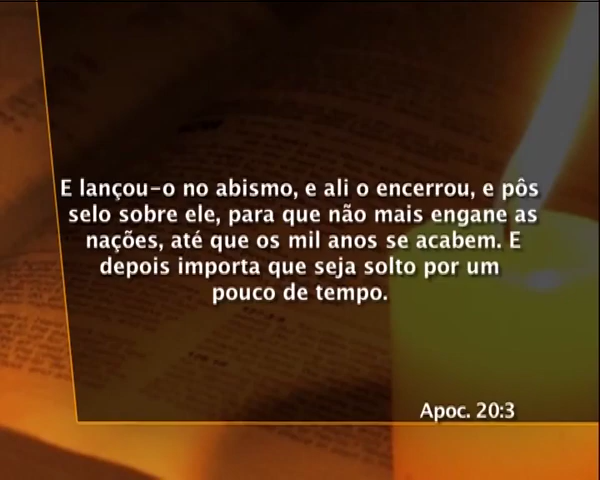 E lançou-o no abismo, e ali o encerrou, e pôs
selo sobre ele, para que não mais engane as
nações, até que os mil anos se acabem. E
depois importa que seja solto por um
pouco de tempo.
Apoc. 20:3